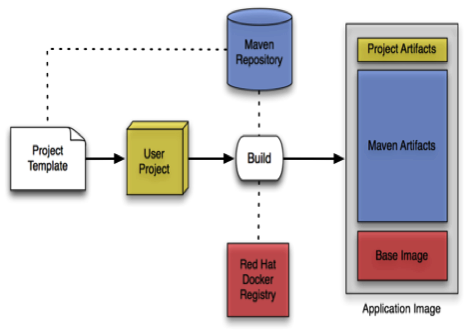 Maven
Repository
Project Artifacts
Project
Template
User
Project
Build
Maven Artifacts
Red Hat
Docker
Registry
Base Image
Application Image